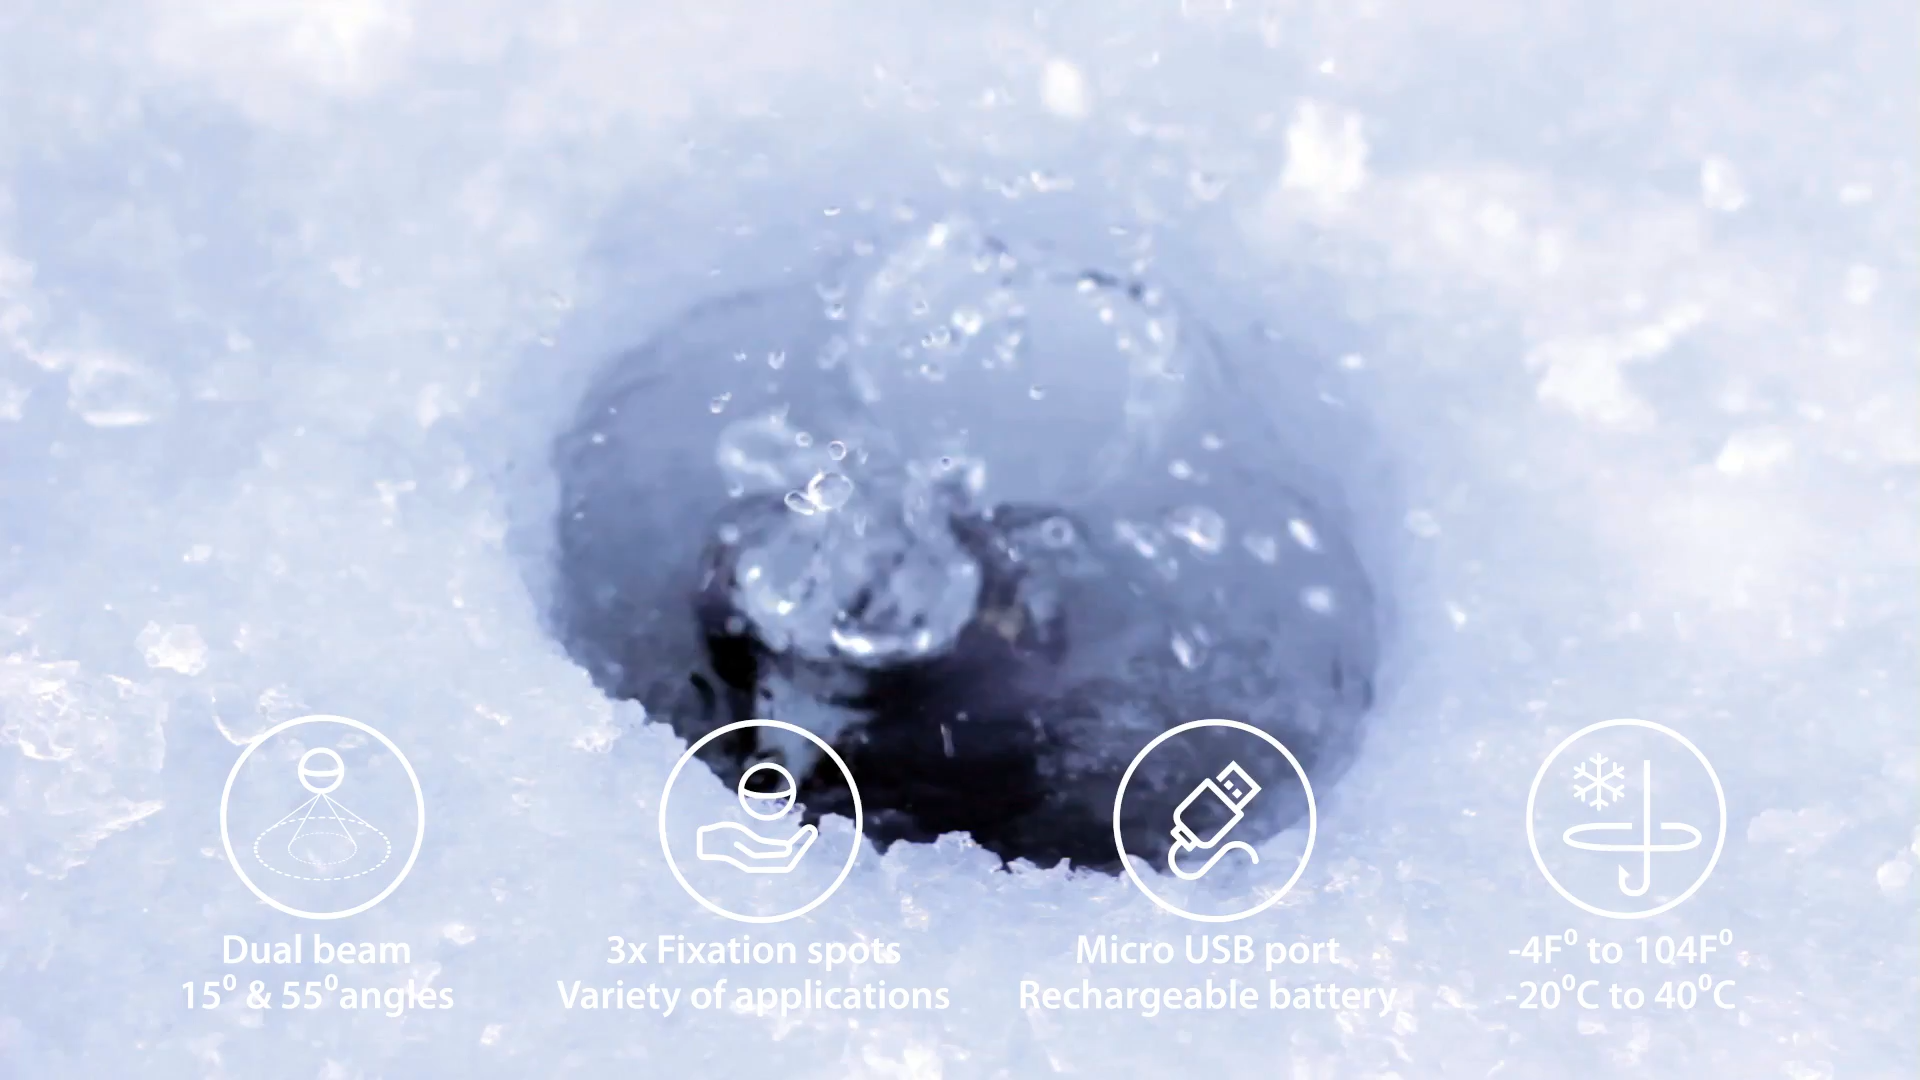 Dual beam
15⁰ & 55⁰angles
3x Fixation spots
Variety of applications
Micro USB port
Rechargeable battery
-4F⁰ to 104F⁰
-20⁰C to 40⁰C